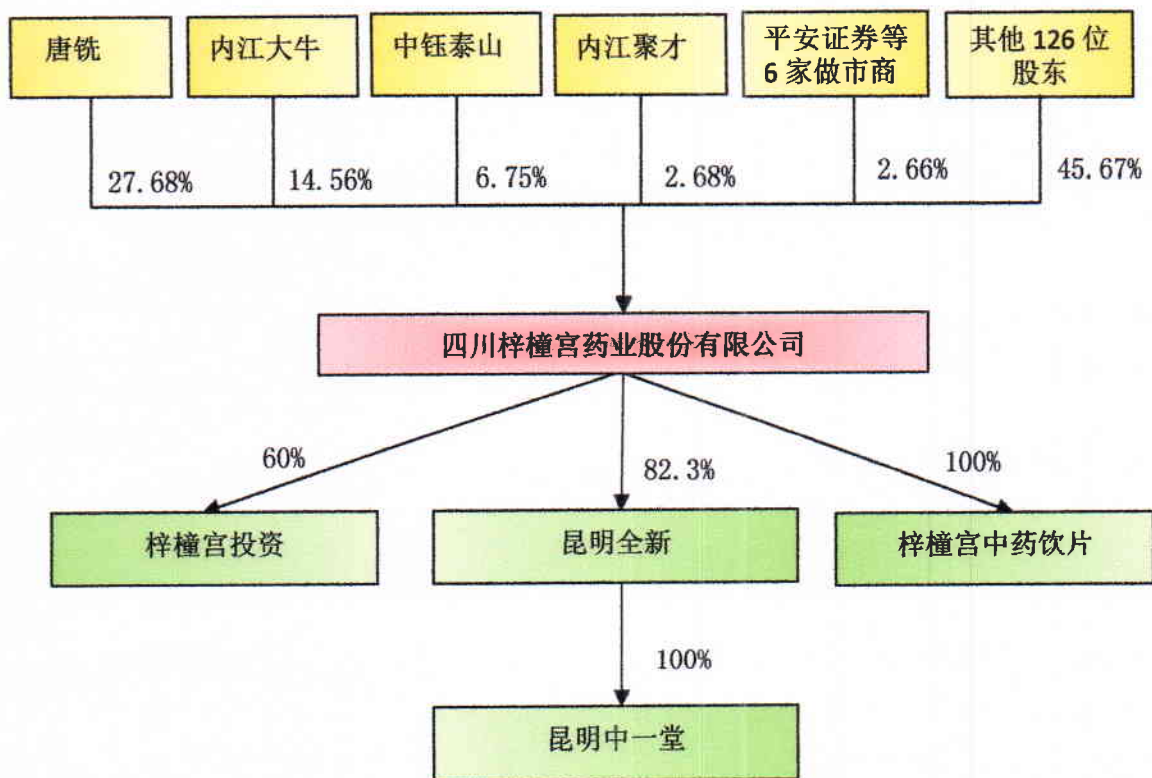 唐铣
内江大牛
中钰泰山
内江聚才
平安证券等
6 家做市商
其他 126 位
股东
27.68%
14.56%
6.75%
2.68%
2.66%
45.67%
四川梓橦宫药业股份有限公司
60%
82.3%
100%
梓橦宫投资
昆明全新
梓橦宫中药饮片
100%
昆明中一堂